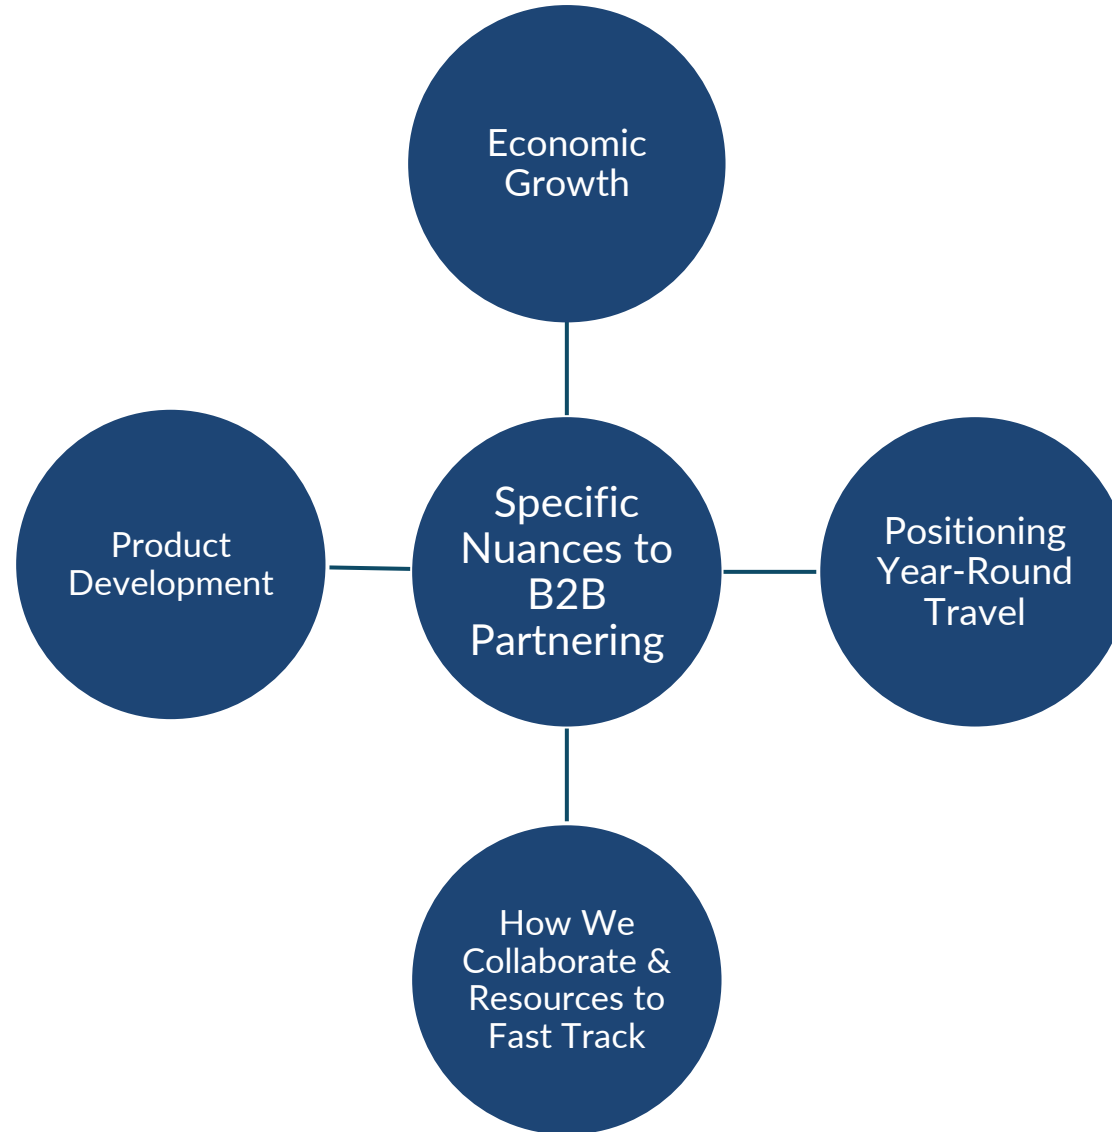 Economic
Growth
Product
Development
Specific
Nuances to
B2B
Partnering
Positioning
Year-Round
Travel
How We
Collaborate &
Resources to
Fast Track